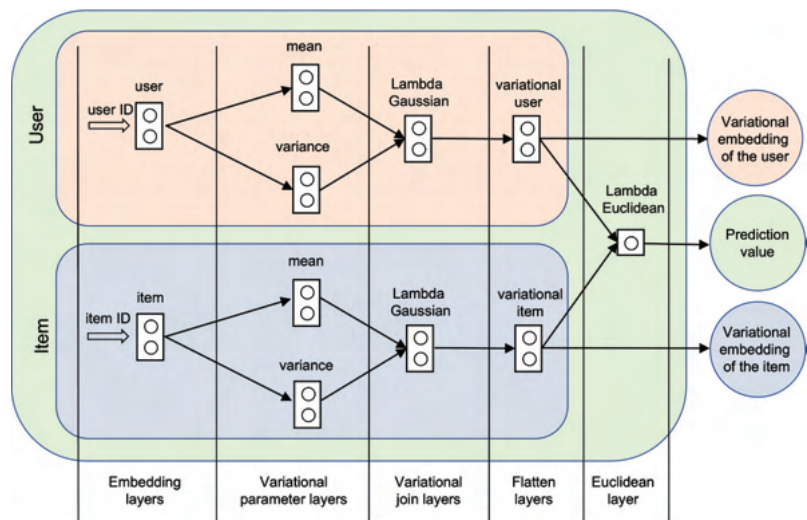 User
user ID
user
mean
variance
Lambda
Gaussian
variational
user
Variational
embedding
of the user
Lambda
Euclidean
Prediction
value
Item
item ID
item
mean
variance
Lambda
Gaussian
variational
item
Variational
embedding
of the item
Embedding
layers
Variational
parameter layers
Variational
join layers
Flatten
layers
Euclidean
layer